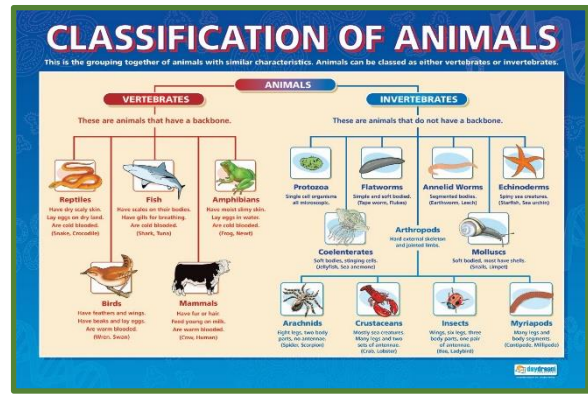 CLASSIFICATION OF ANIMALS
This is the grouping together of animals with similar characteristics. Animals can be classed as either vertebrates or invertebrates.
ANIMALS
VERTEBRATES
These are animals that have a backbone.
Reptiles
Have dry scaly skin.
Lay eggs on dry land.
Are cold blooded.
(Snake, Crocodile)
Fish
Have scales on their bodies.
Have gills for breathing.
Are cold blooded.
(Shark, Tuna)
Amphibians
Have moist slimy skin.
Lay eggs in water.
Are cold blooded.
(Frog, Newt)
Birds
Have feathers and wings.
Have beaks and lay eggs.
Are warm blooded.
(Wren, Swan)
Mammals
Have fur or hair
Feed young on milk.
Are warm blooded.
(Cow, Human)
INVERTEBRATES
These are animals that do not have a backbone.
Protozoa
Single cell organisms
all microscopic.
Flatworms
Simple and soft bodied.
(Tape worm, Fluke)
Annelid Worms
Segmented bodies.
(Earthworm, Leech)
Echinoderms
Spiny sea creatures.
(Starfish, Sea urchin)
Coelenterates
Soft bodies, stinging cells.
(Jellyfish, Sea anemone)
Arthropods
Hard external skeleton
and jointed limbs.
Molluscs
Soft bodied, most have shells.
(Snails, Limpet)
Arachnids
Eight legs, two body
parts, no antennae.
(Spider, Scorpion)
Crustaceans
Mostly sea creatures.
Many legs and two
sets of antennae.
(Crab, Lobster)
Insects
Wings, six legs, three
body parts, one pair
of antennae.
(Bee, Ladybird)
Myriapods
Many legs and
body segments.
(Centipede, Millipede)
daydream